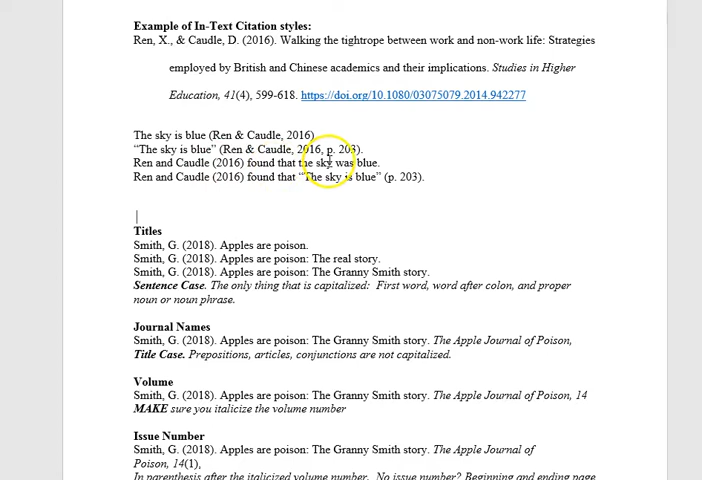 Example of In-Text Citation styles:
Ren, X., & Caudle, D. (2016). Walking the tightrope between work and non-work life: Strategies
employed by British and Chinese academics and their implications. Studies in Higher
Education, 41(4), 599-618. https://doi.org/10.1080/03075079.2014.942277
The sky is blue (Ren & Caudle, 2016)
“The sky is blue” (Ren & Caudle, 2016, p. 203).
Ren and Caudle (2016) found that the sky was blue.
Ren and Caudle (2016) found that “The sky is blue” (p. 203).
Titles
Smith, G. (2018). Apples are poison.
Smith, G. (2018). Apples are poison: The real story.
Smith, G. (2018). Apples are poison: The Granny Smith story.
Sentence Case. The only thing that is capitalized:  First word, word after colon, and proper
noun or noun phrase.
Journal Names
Smith, G. (2018). Apples are poison: The Granny Smith story. The Apple Journal of Poison,
Title Case. Prepositions, articles, conjunctions are not capitalized.
Volume
Smith, G. (2018). Apples are poison: The Granny Smith story. The Apple Journal of Poison, 14
MAKE sure you italicize the volume number
Issue Number
Smith, G. (2018). Apples are poison: The Granny Smith story. The Apple Journal of
Poison, 14(1),
In parenthesis after the italicized volume number.  No issue number? Beginning and ending page